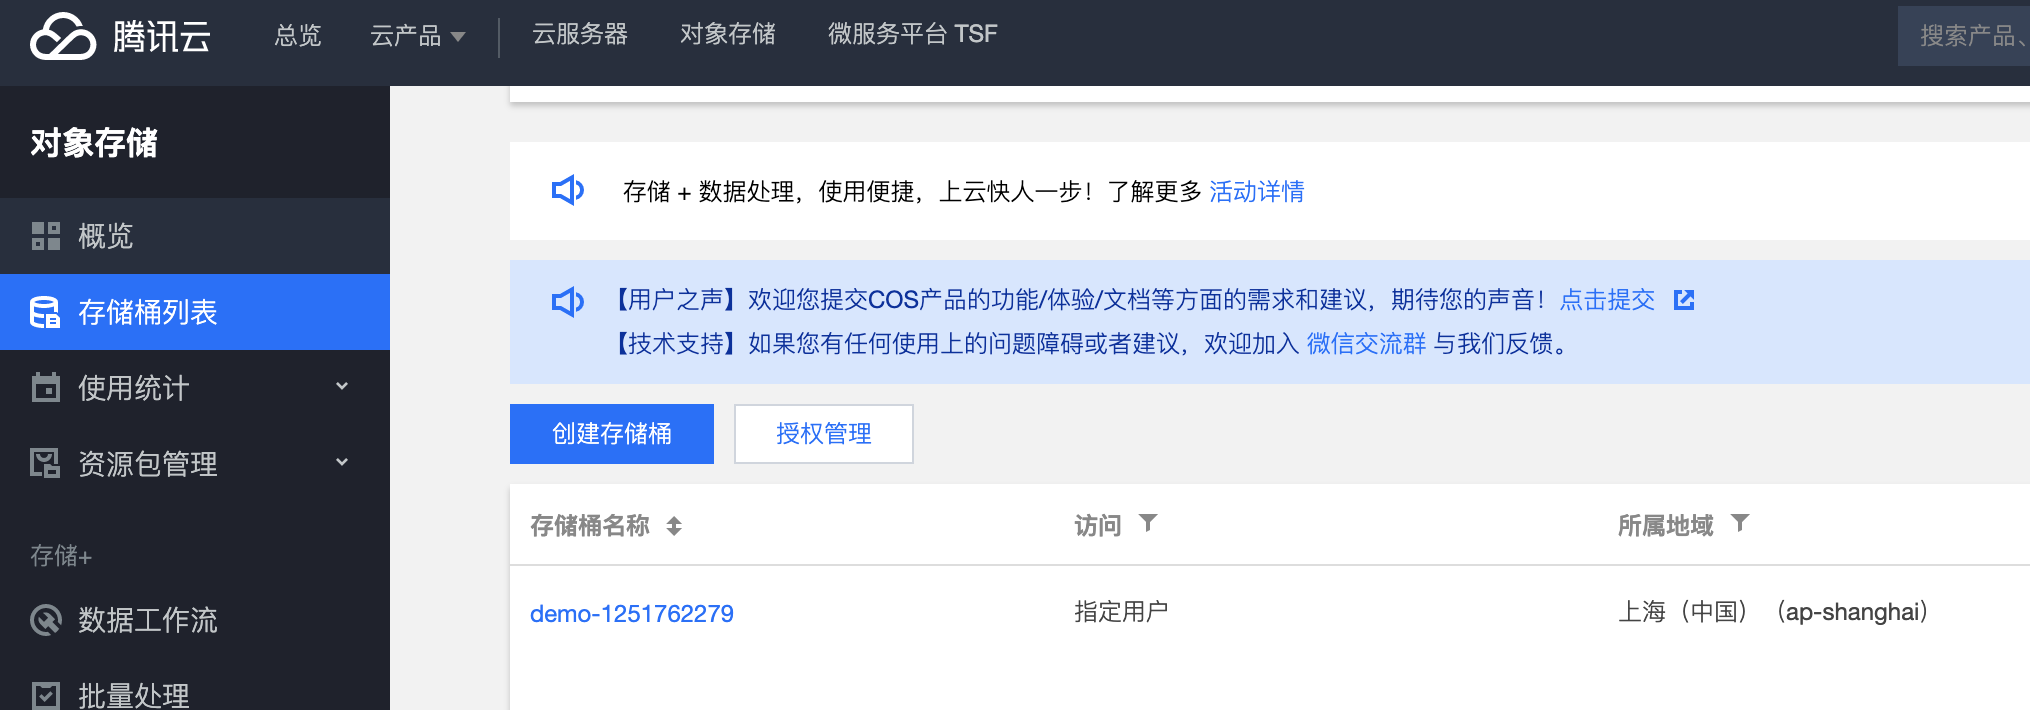 腾讯云 总览 云产品 云服务器 对象存储 微服务平台 TSF 搜索产品、
对象存储
概览
存储桶列表
使用统计
资源包管理
存储+
数据工作流
批量处理
存储 + 数据处理，使用便捷，上云快人一步！了解更多 活动详情
【用户之声】欢迎您提交COS产品的功能/体验/文档等方面的需求和建议，期待您的声音！点击提交
【技术支持】如果您有任何使用上的问题障碍或者建议，欢迎加入 微信交流群 与我们反馈。
创建存储桶 授权管理
存储桶名称 访问 所属地域
demo-1251762279 指定用户 上海（中国）（ap-shanghai）